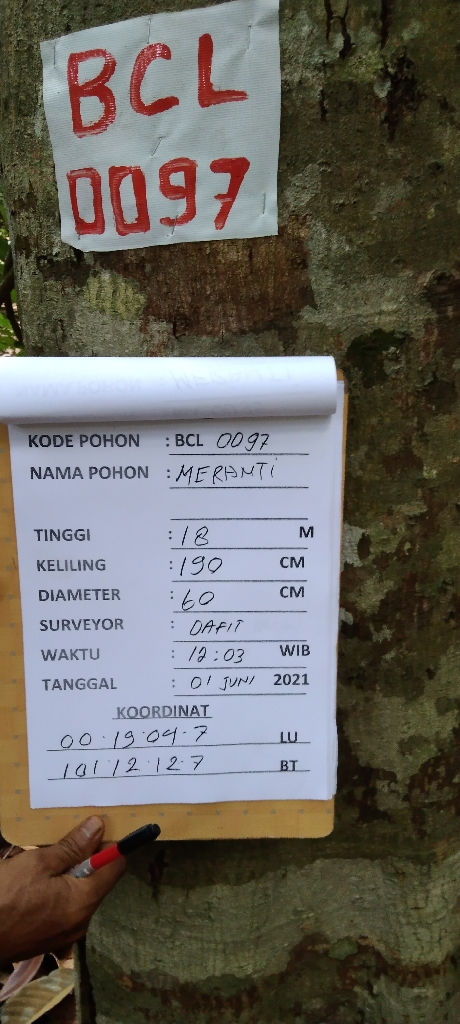 BCL
0097
KODE POHON : BCL 0097
NAMA POHON : MERANTI
TINGGI : 18 M
KELILING : 190 CM
DIAMETER : 60 CM
SURVEYOR : DAFIT
WAKTU : 12:03 WIB
TANGGAL : 01 JUNI 2021
KOORDINAT
00.19.04.7 LU
101.12.12.7 BT